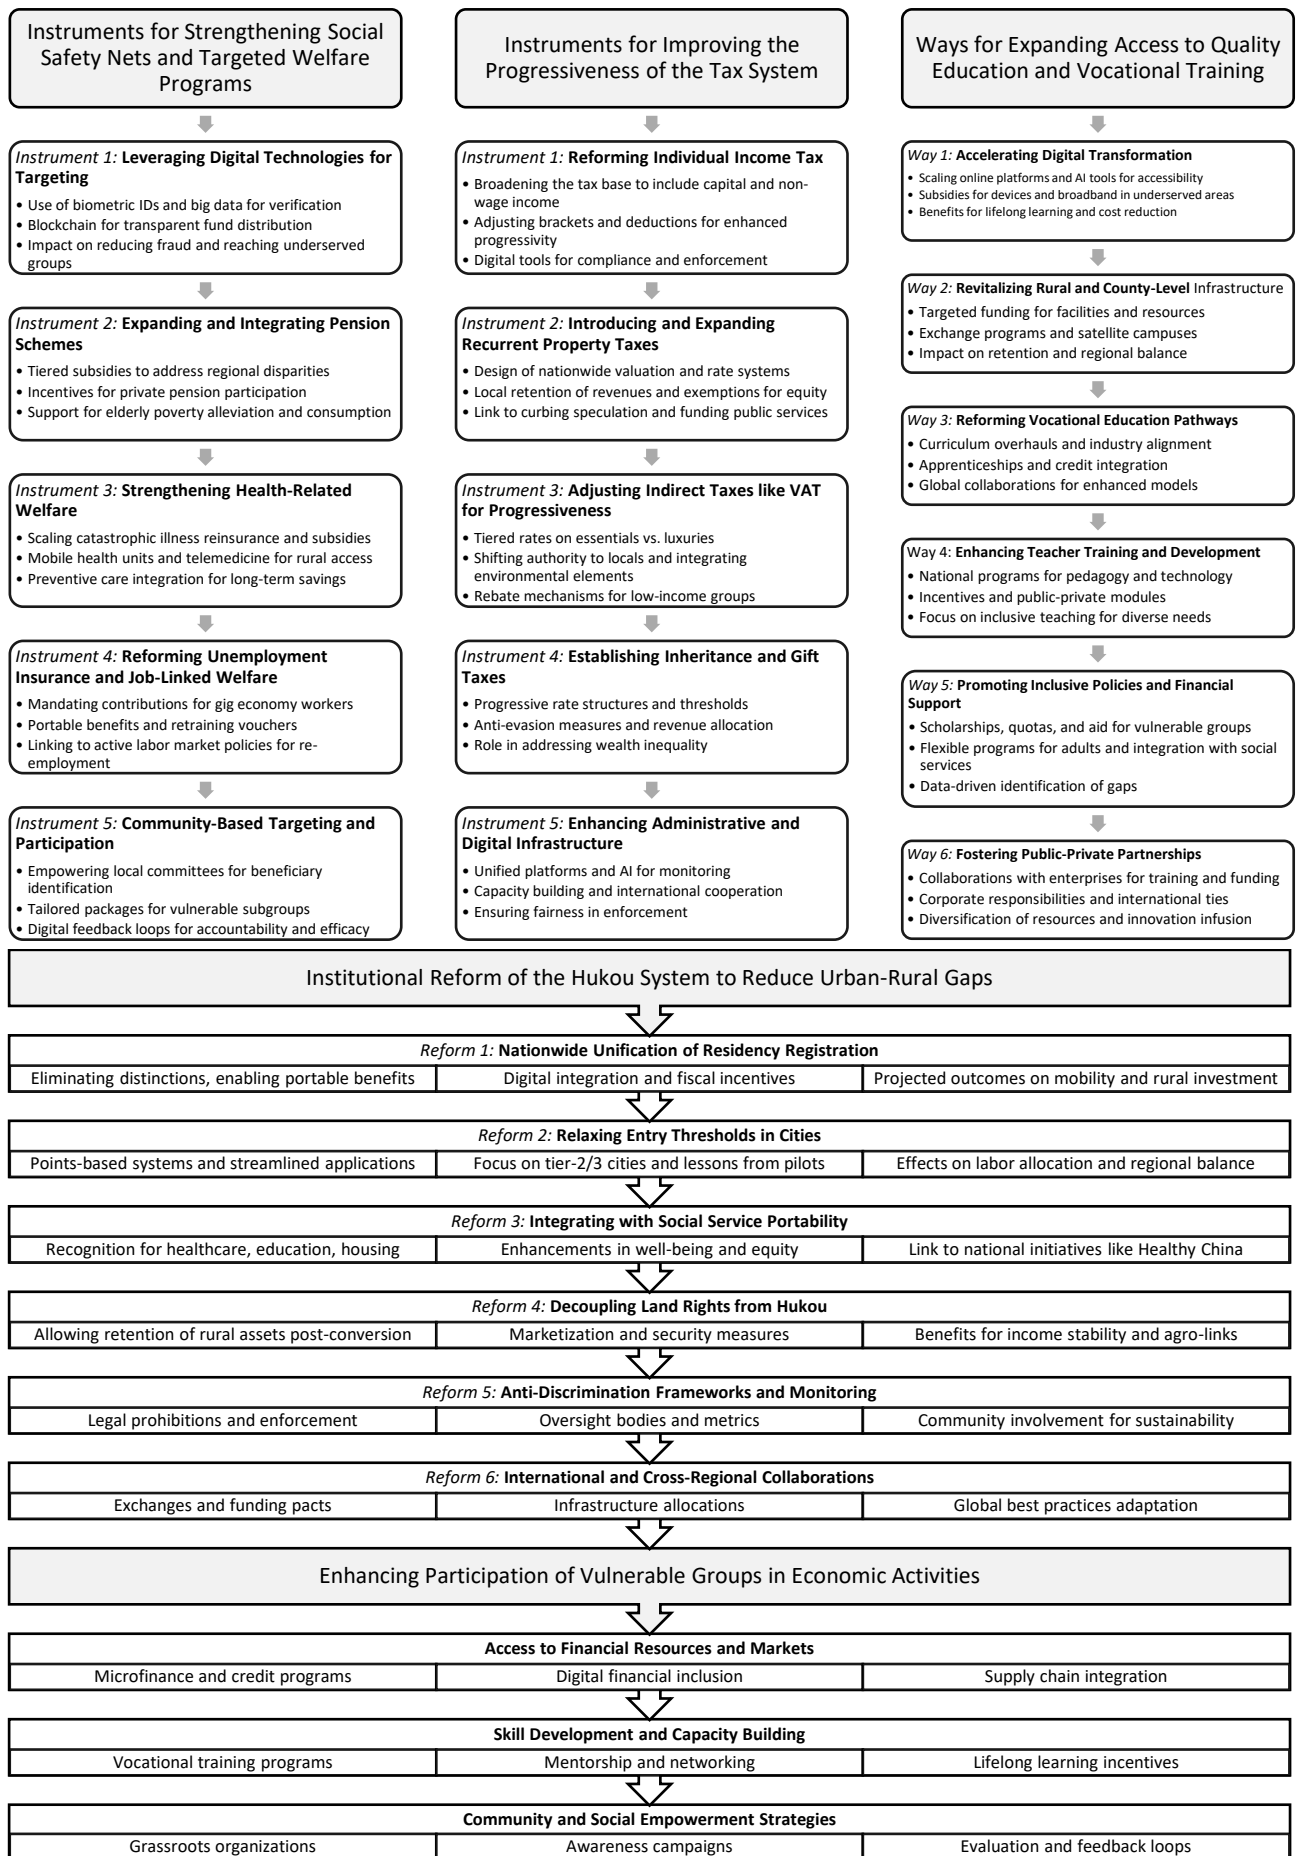 Instruments for Strengthening Social
Safety Nets and Targeted Welfare
Programs
Instrument 1: Leveraging Digital Technologies for
Targeting
• Use of biometric IDs and big data for verification
• Blockchain for transparent fund distribution
• Impact on reducing fraud and reaching underserved
groups
Instrument 2: Expanding and Integrating Pension
Schemes
• Tiered subsidies to address regional disparities
• Incentives for private pension participation
• Support for elderly poverty alleviation and consumption
Instrument 3: Strengthening Health-Related
Welfare
• Scaling catastrophic illness reinsurance and subsidies
• Mobile health units and telemedicine for rural access
• Preventive care integration for long-term savings
Instrument 4: Reforming Unemployment
Insurance and Job-Linked Welfare
• Mandating contributions for gig economy workers
• Portable benefits and retraining vouchers
• Linking to active labor market policies for re-
employment
Instrument 5: Community-Based Targeting and
Participation
• Empowering local committees for beneficiary
identification
• Tailored packages for vulnerable subgroups
• Digital feedback loops for accountability and efficacy
Instruments for Improving the
Progressiveness of the Tax System
Instrument 1: Reforming Individual Income Tax
• Broadening the tax base to include capital and non-
wage income
• Adjusting brackets and deductions for enhanced
progressivity
• Digital tools for compliance and enforcement
Instrument 2: Introducing and Expanding
Recurrent Property Taxes
• Design of nationwide valuation and rate systems
• Local retention of revenues and exemptions for equity
• Link to curbing speculation and funding public services
Instrument 3: Adjusting Indirect Taxes like VAT
for Progressiveness
• Tiered rates on essentials vs. luxuries
• Shifting authority to locals and integrating
environmental elements
• Rebate mechanisms for low-income groups
Instrument 4: Establishing Inheritance and Gift
Taxes
• Progressive rate structures and thresholds
• Anti-evasion measures and revenue allocation
• Role in addressing wealth inequality
Instrument 5: Enhancing Administrative and
Digital Infrastructure
• Unified platforms and AI for monitoring
• Capacity building and international cooperation
• Ensuring fairness in enforcement
Ways for Expanding Access to Quality
Education and Vocational Training
Way 1: Accelerating Digital Transformation
• Scaling online platforms and AI tools for accessibility
• Subsidies for devices and broadband in underserved areas
• Benefits for lifelong learning and cost reduction
Way 2: Revitalizing Rural and County-Level Infrastructure
• Targeted funding for facilities and resources
• Exchange programs and satellite campuses
• Impact on retention and regional balance
Way 3: Reforming Vocational Education Pathways
• Curriculum overhauls and industry alignment
• Apprenticeships and credit integration
• Global collaborations for enhanced models
Way 4: Enhancing Teacher Training and Development
• National programs for pedagogy and technology
• Incentives and public-private modules
• Focus on inclusive teaching for diverse needs
Way 5: Promoting Inclusive Policies and Financial
Support
• Scholarships, quotas, and aid for vulnerable groups
• Flexible programs for adults and integration with social
services
• Data-driven identification of gaps
Way 6: Fostering Public-Private Partnerships
• Collaborations with enterprises for training and funding
• Corporate responsibilities and international ties
• Diversification of resources and innovation infusion
Institutional Reform of the Hukou System to Reduce Urban-Rural Gaps
Reform 1: Nationwide Unification of Residency Registration
Eliminating distinctions, enabling portable benefits
Digital integration and fiscal incentives
Projected outcomes on mobility and rural investment
Reform 2: Relaxing Entry Thresholds in Cities
Points-based systems and streamlined applications
Focus on tier-2/3 cities and lessons from pilots
Effects on labor allocation and regional balance
Reform 3: Integrating with Social Service Portability
Recognition for healthcare, education, housing
Enhancements in well-being and equity
Link to national initiatives like Healthy China
Reform 4: Decoupling Land Rights from Hukou
Allowing retention of rural assets post-conversion
Marketization and security measures
Benefits for income stability and agro-links
Reform 5: Anti-Discrimination Frameworks and Monitoring
Legal prohibitions and enforcement
Oversight bodies and metrics
Community involvement for sustainability
Reform 6: International and Cross-Regional Collaborations
Exchanges and funding pacts
Infrastructure allocations
Global best practices adaptation
Enhancing Participation of Vulnerable Groups in Economic Activities
Access to Financial Resources and Markets
Microfinance and credit programs
Digital financial inclusion
Supply chain integration
Skill Development and Capacity Building
Vocational training programs
Mentorship and networking
Lifelong learning incentives
Community and Social Empowerment Strategies
Grassroots organizations
Awareness campaigns
Evaluation and feedback loops